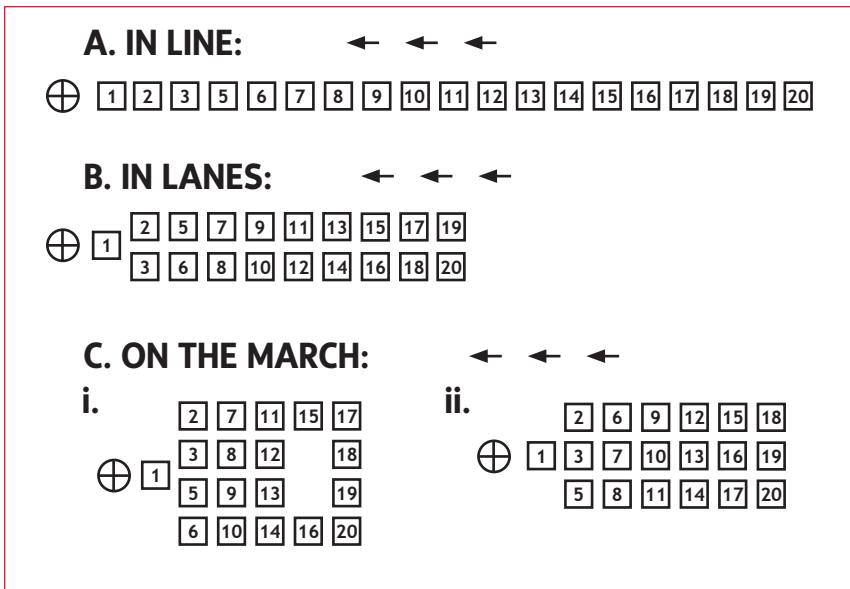 A. IN LINE:
1 2 3 5 6 7 8 9 10 11 12 13 14 15 16 17 18 19 20
B. IN LANES:
2 5 7 9 11 13 15 17 19
1
3 6 8 10 12 14 16 18 20
C. ON THE MARCH:
i.
2 7 11 15 17
3 8 12 18
1
5 9 13 19
6 10 14 16 20
ii.
2 6 9 12 15 18
1 3 7 10 13 16 19
5 8 11 14 17 20